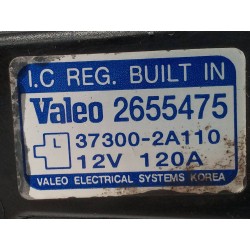 I.C REG. BUILT IN
Valeo 2655475
37300-2A110
12V 120A
VALEO ELECTRICAL SYSTEMS KOREA